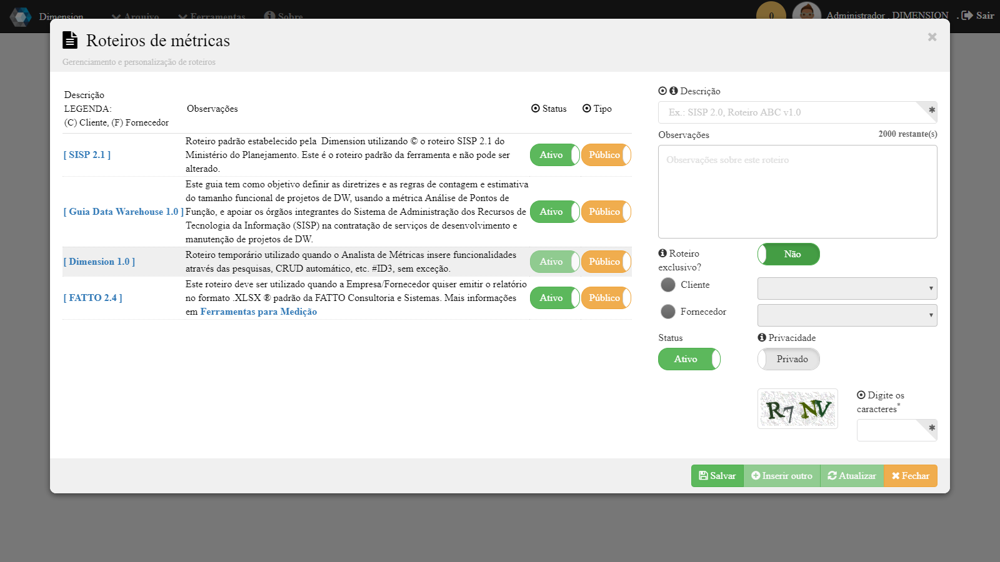 Dimension
Arquivo
Ferramentas
Sobre
0
Administrador . DIMENSION
. Sair
Roteiros de métricas
Gerenciamento e personalização de roteiros
Descrição
LEGENDA:
(C) Cliente, (F) Fornecedor
Observações
Status
Tipo
[ SISP 2.1 ]
Roteiro padrão estabelecido pela Dimension utilizando © o roteiro SISP 2.1 do
Ministério do Planejamento. Este é o roteiro padrão da ferramenta e não pode ser
alterado.
Ativo
Público
[ Guia Data Warehouse 1.0 ]
Este guia tem como objetivo definir as diretrizes e as regras de contagem e estimativa
do tamanho funcional de projetos de DW, usando a métrica Análise de Pontos de
Função, e apoiar os órgãos integrantes do Sistema de Administração dos Recursos de
Tecnologia da Informação (SISP) na contratação de serviços de desenvolvimento e
manutenção de projetos de DW.
Ativo
Público
[ Dimension 1.0 ]
Roteiro temporário utilizado quando o Analista de Métricas insere funcionalidades
através das pesquisas, CRUD automático, etc. #ID3, sem exceção.
Ativo
Público
[ FATTO 2.4 ]
Este roteiro deve ser utilizado quando a Empresa/Fornecedor quiser emitir o relatório
no formato .XLSX ® padrão da FATTO Consultoria e Sistemas. Mais informações
em Ferramentas para Medição
Ativo
Público
Descrição
Ex.: SISP 2.0, Roteiro ABC v1.0
Observações
2000 restante(s)
Observações sobre este roteiro
Roteiro
exclusivo?
Não
Cliente
Fornecedor
Status
Privacidade
Ativo
Privado
R7 NV
Digite os
caracteres*
Salvar
Inserir outro
Atualizar
Fechar